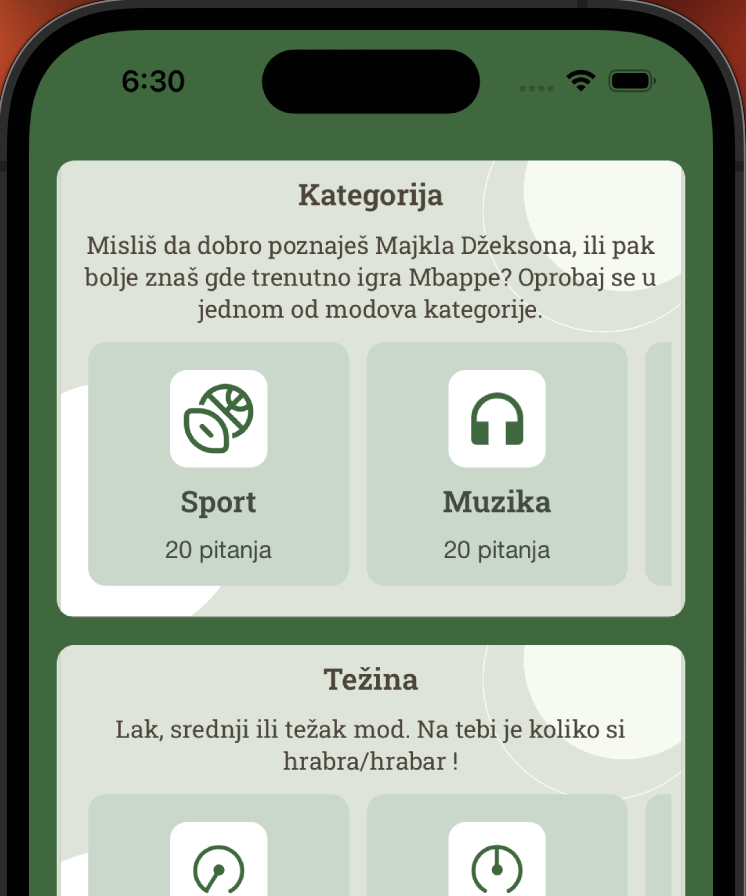 6:30
Kategorija
Misliš da dobro poznaješ Majkla Džeksona, ili pak
bolje znaš gde trenutno igra Mbappe? Oprobaj se u
jednom od modova kategorije.
Sport
Muzika
20 pitanja
20 pitanja
Težina
Lak, srednji ili težak mod. Na tebi je koliko si
hrabra/hrabar !